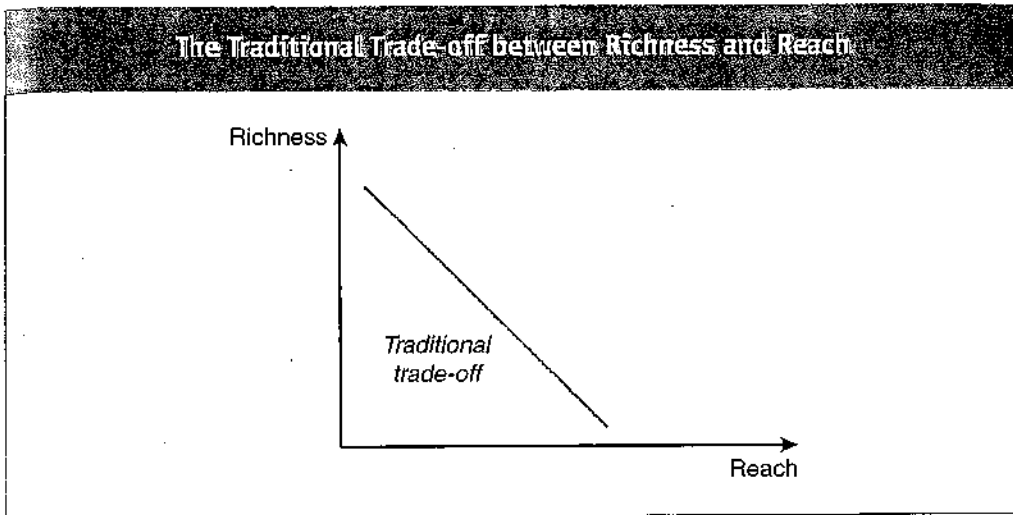 The Traditional Trade-off between Richness and Reach
Richness
Traditional
trade-off
Reach